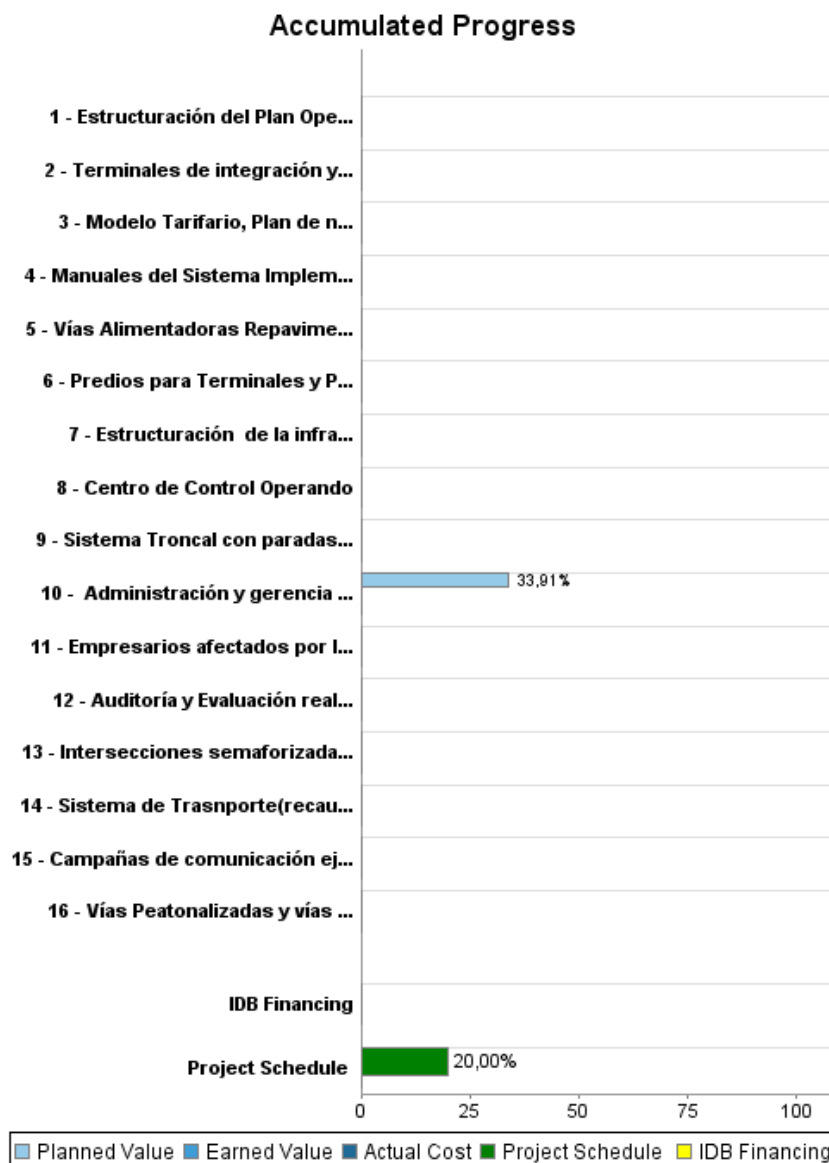 Accumulated Progress
1 - Estructuración del Plan Ope...
2 - Terminales de integración y...
3 - Modelo Tarifario, Plan de n...
4 - Manuales del Sistema Implem...
5 - Vías Alimentadoras Repavime...
6 - Predios para Terminales y P...
7 - Estructuración  de la infra...
8 - Centro de Control Operando
9 - Sistema Troncal con paradas...
10 -  Administración y gerencia ... 33,91%
11 - Empresarios afectados por l...
12 - Auditoría y Evaluación real...
13 - Intersecciones semaforizada...
14 - Sistema de Trasnporte(recau...
15 - Campañas de comunicación ej...
16 - Vías Peatonalizadas y vías ...
IDB Financing
Project Schedule 20,00%
0 25 50 75 100
Planned Value Earned Value Actual Cost Project Schedule IDB Financing